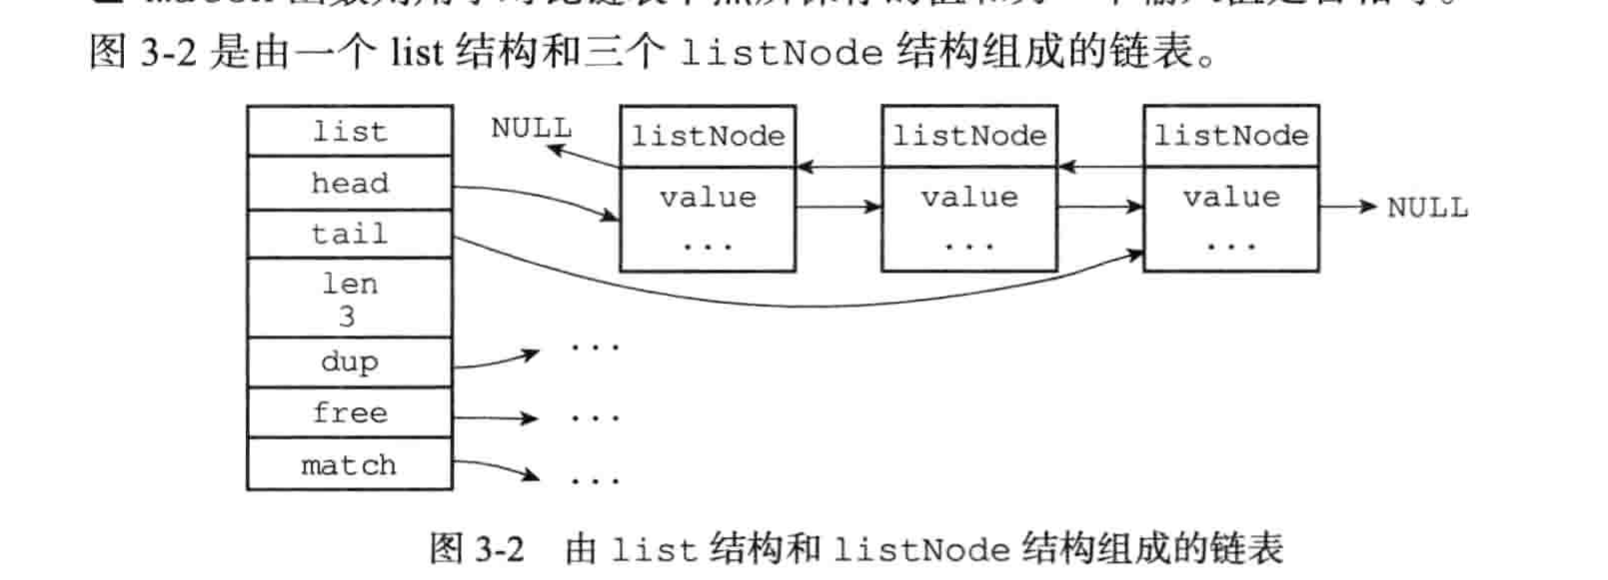 图 3-2 是由一个 list 结构和三个 listNode 结构组成的链表。
list
head
tail
len
3
dup
free
match
NULL
listNode
value
...
listNode
value
...
listNode
value
...
NULL
...
...
...
图 3-2 由 list 结构和 listNode 结构组成的链表